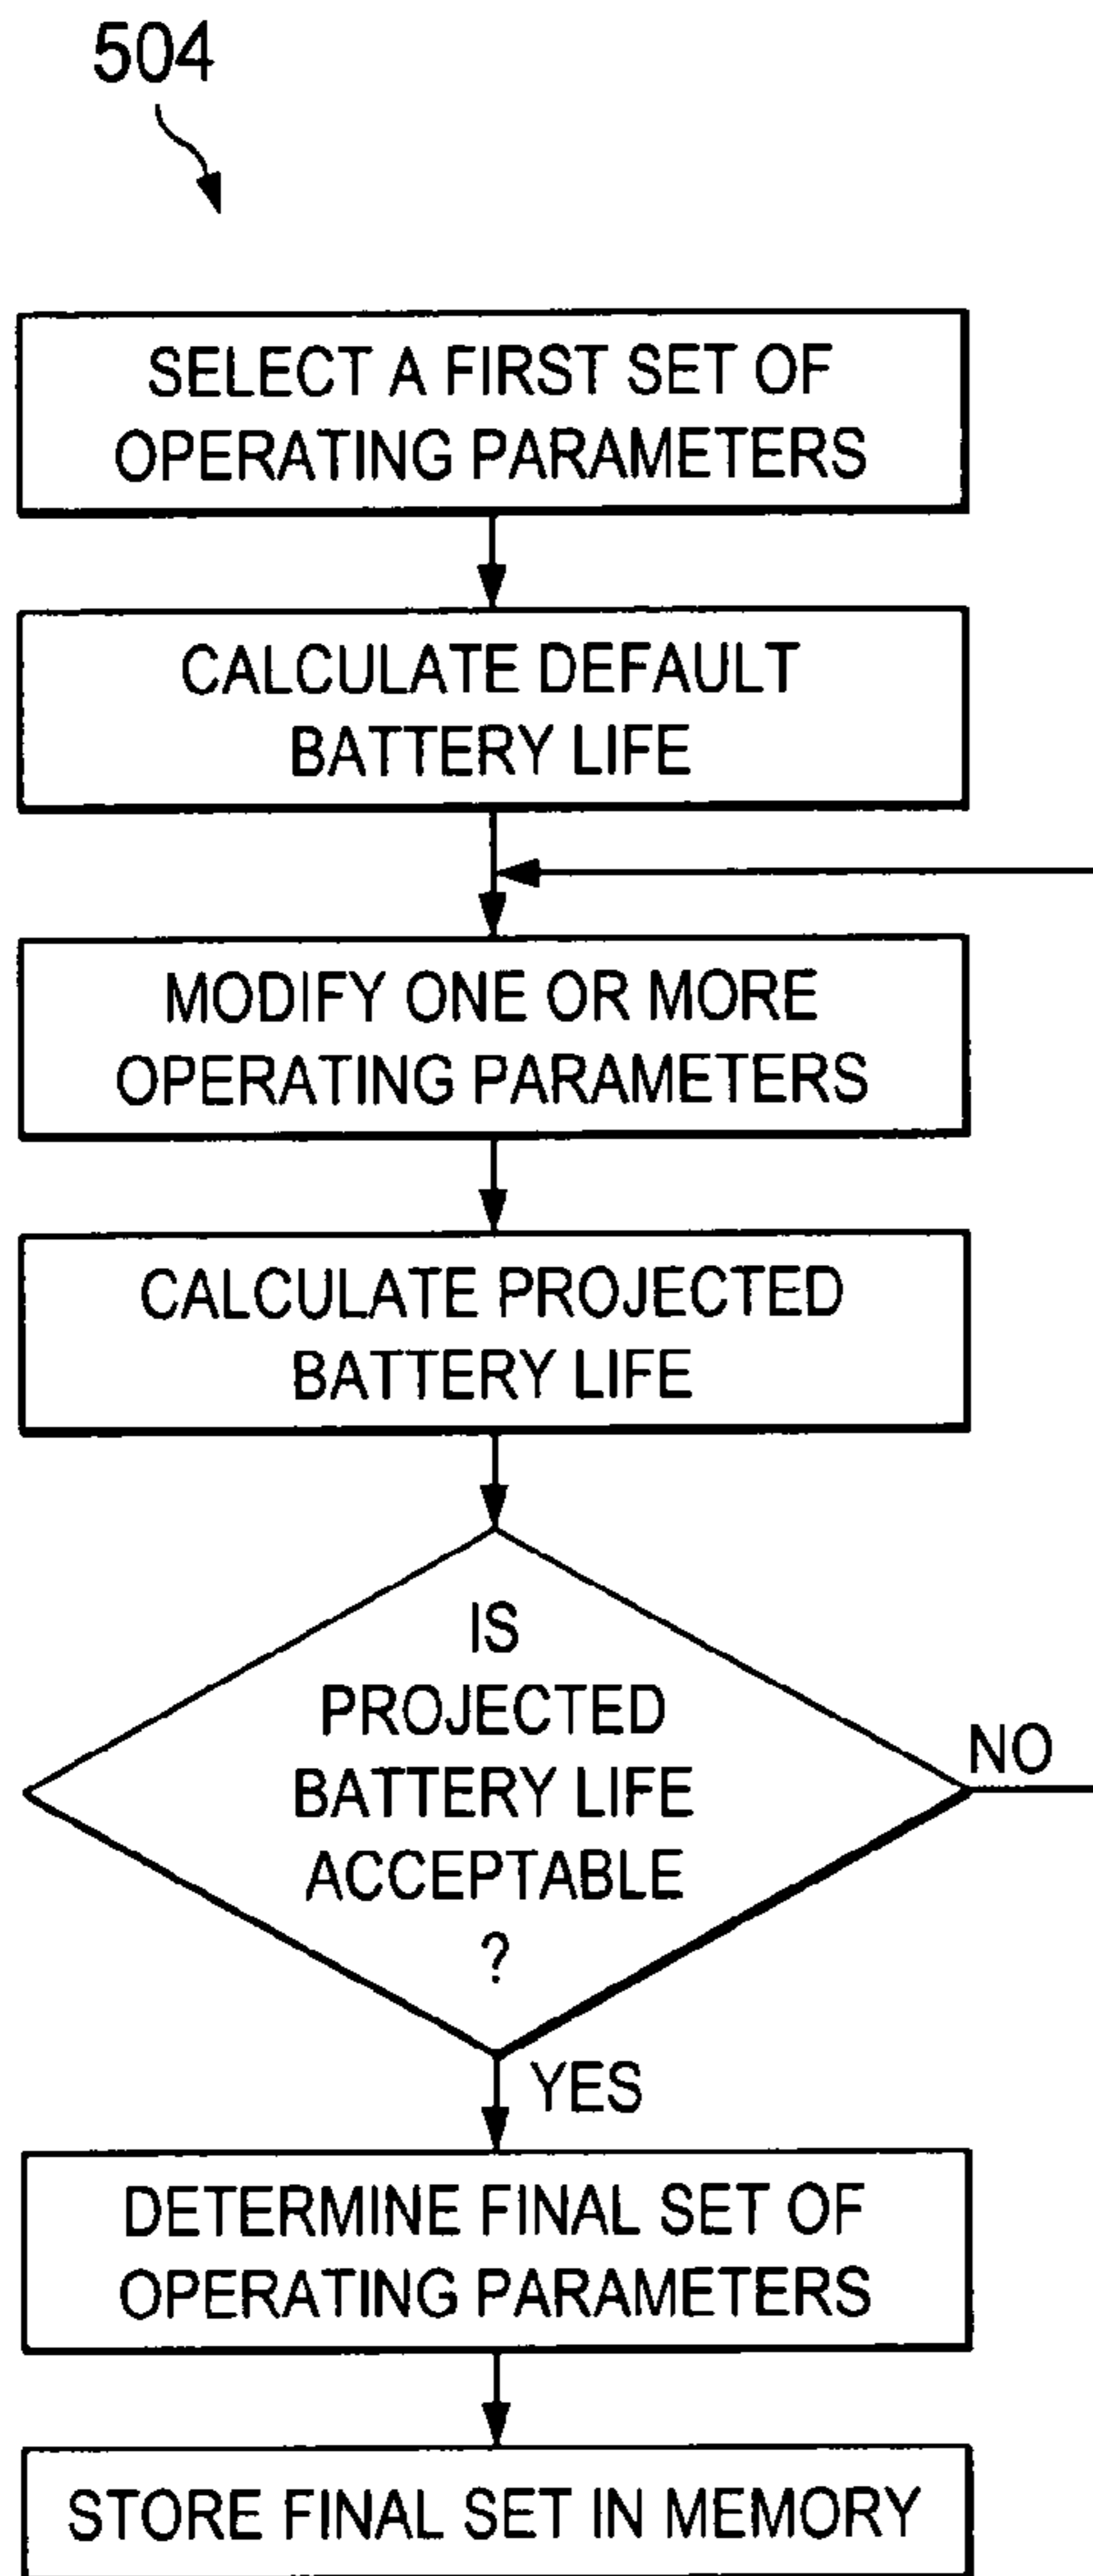 504
SELECT A FIRST SET OF
OPERATING PARAMETERS
CALCULATE DEFAULT
BATTERY LIFE
MODIFY ONE OR MORE
OPERATING PARAMETERS
CALCULATE PROJECTED
BATTERY LIFE
IS
PROJECTED
BATTERY LIFE
ACCEPTABLE
?
NO
YES
DETERMINE FINAL SET OF
OPERATING PARAMETERS
STORE FINAL SET IN MEMORY